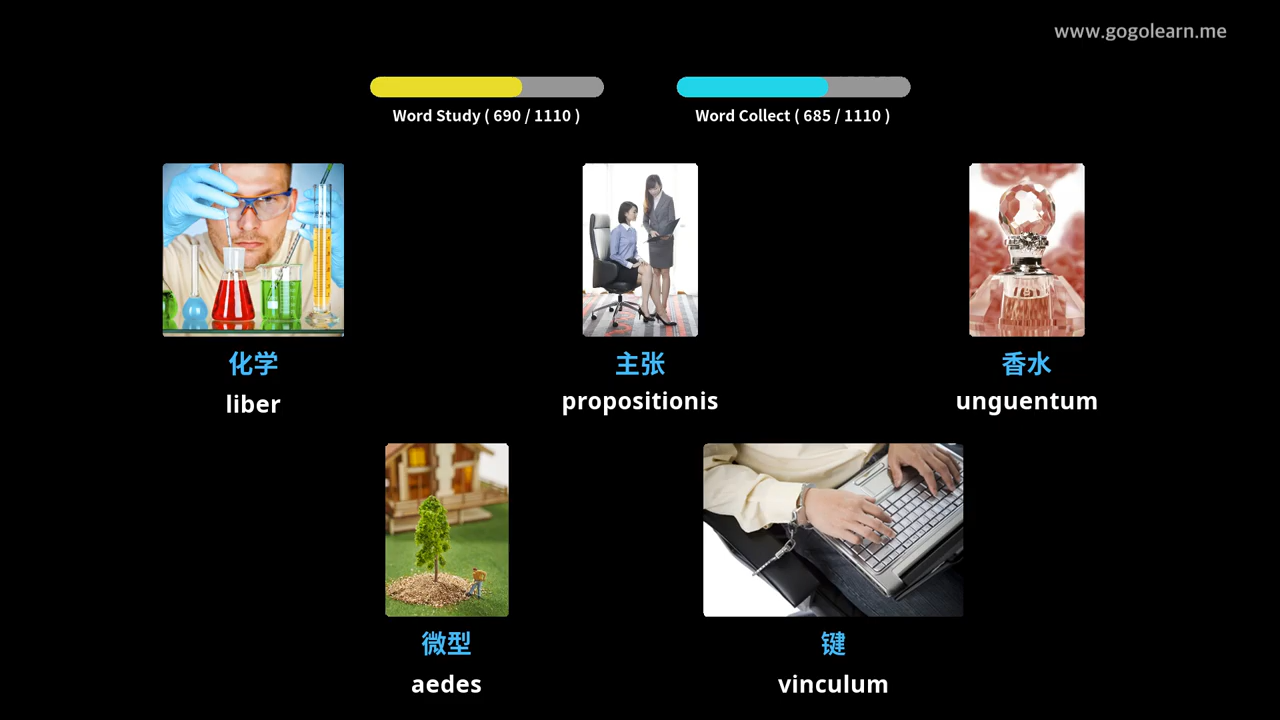 www.gogolearn.me
Word Study ( 690 / 1110 )
Word Collect ( 685 / 1110 )
化学
liber
主张
propositionis
香水
unguentum
微型
aedes
键
vinculum